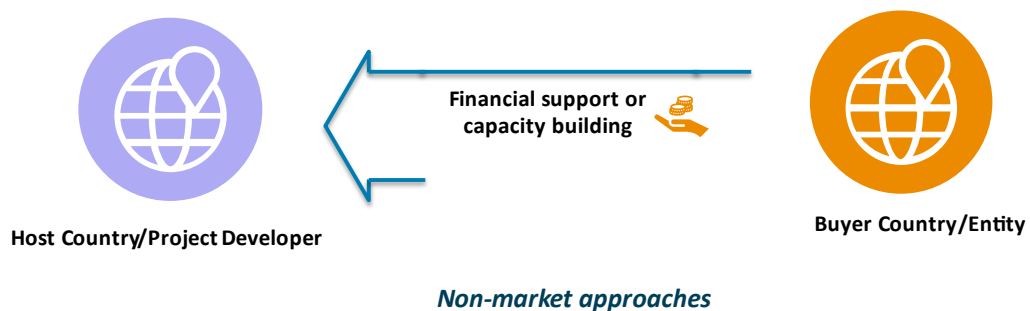 Financial support or
capacity building
Host Country/Project Developer
Buyer Country/Entity
Non-market approaches